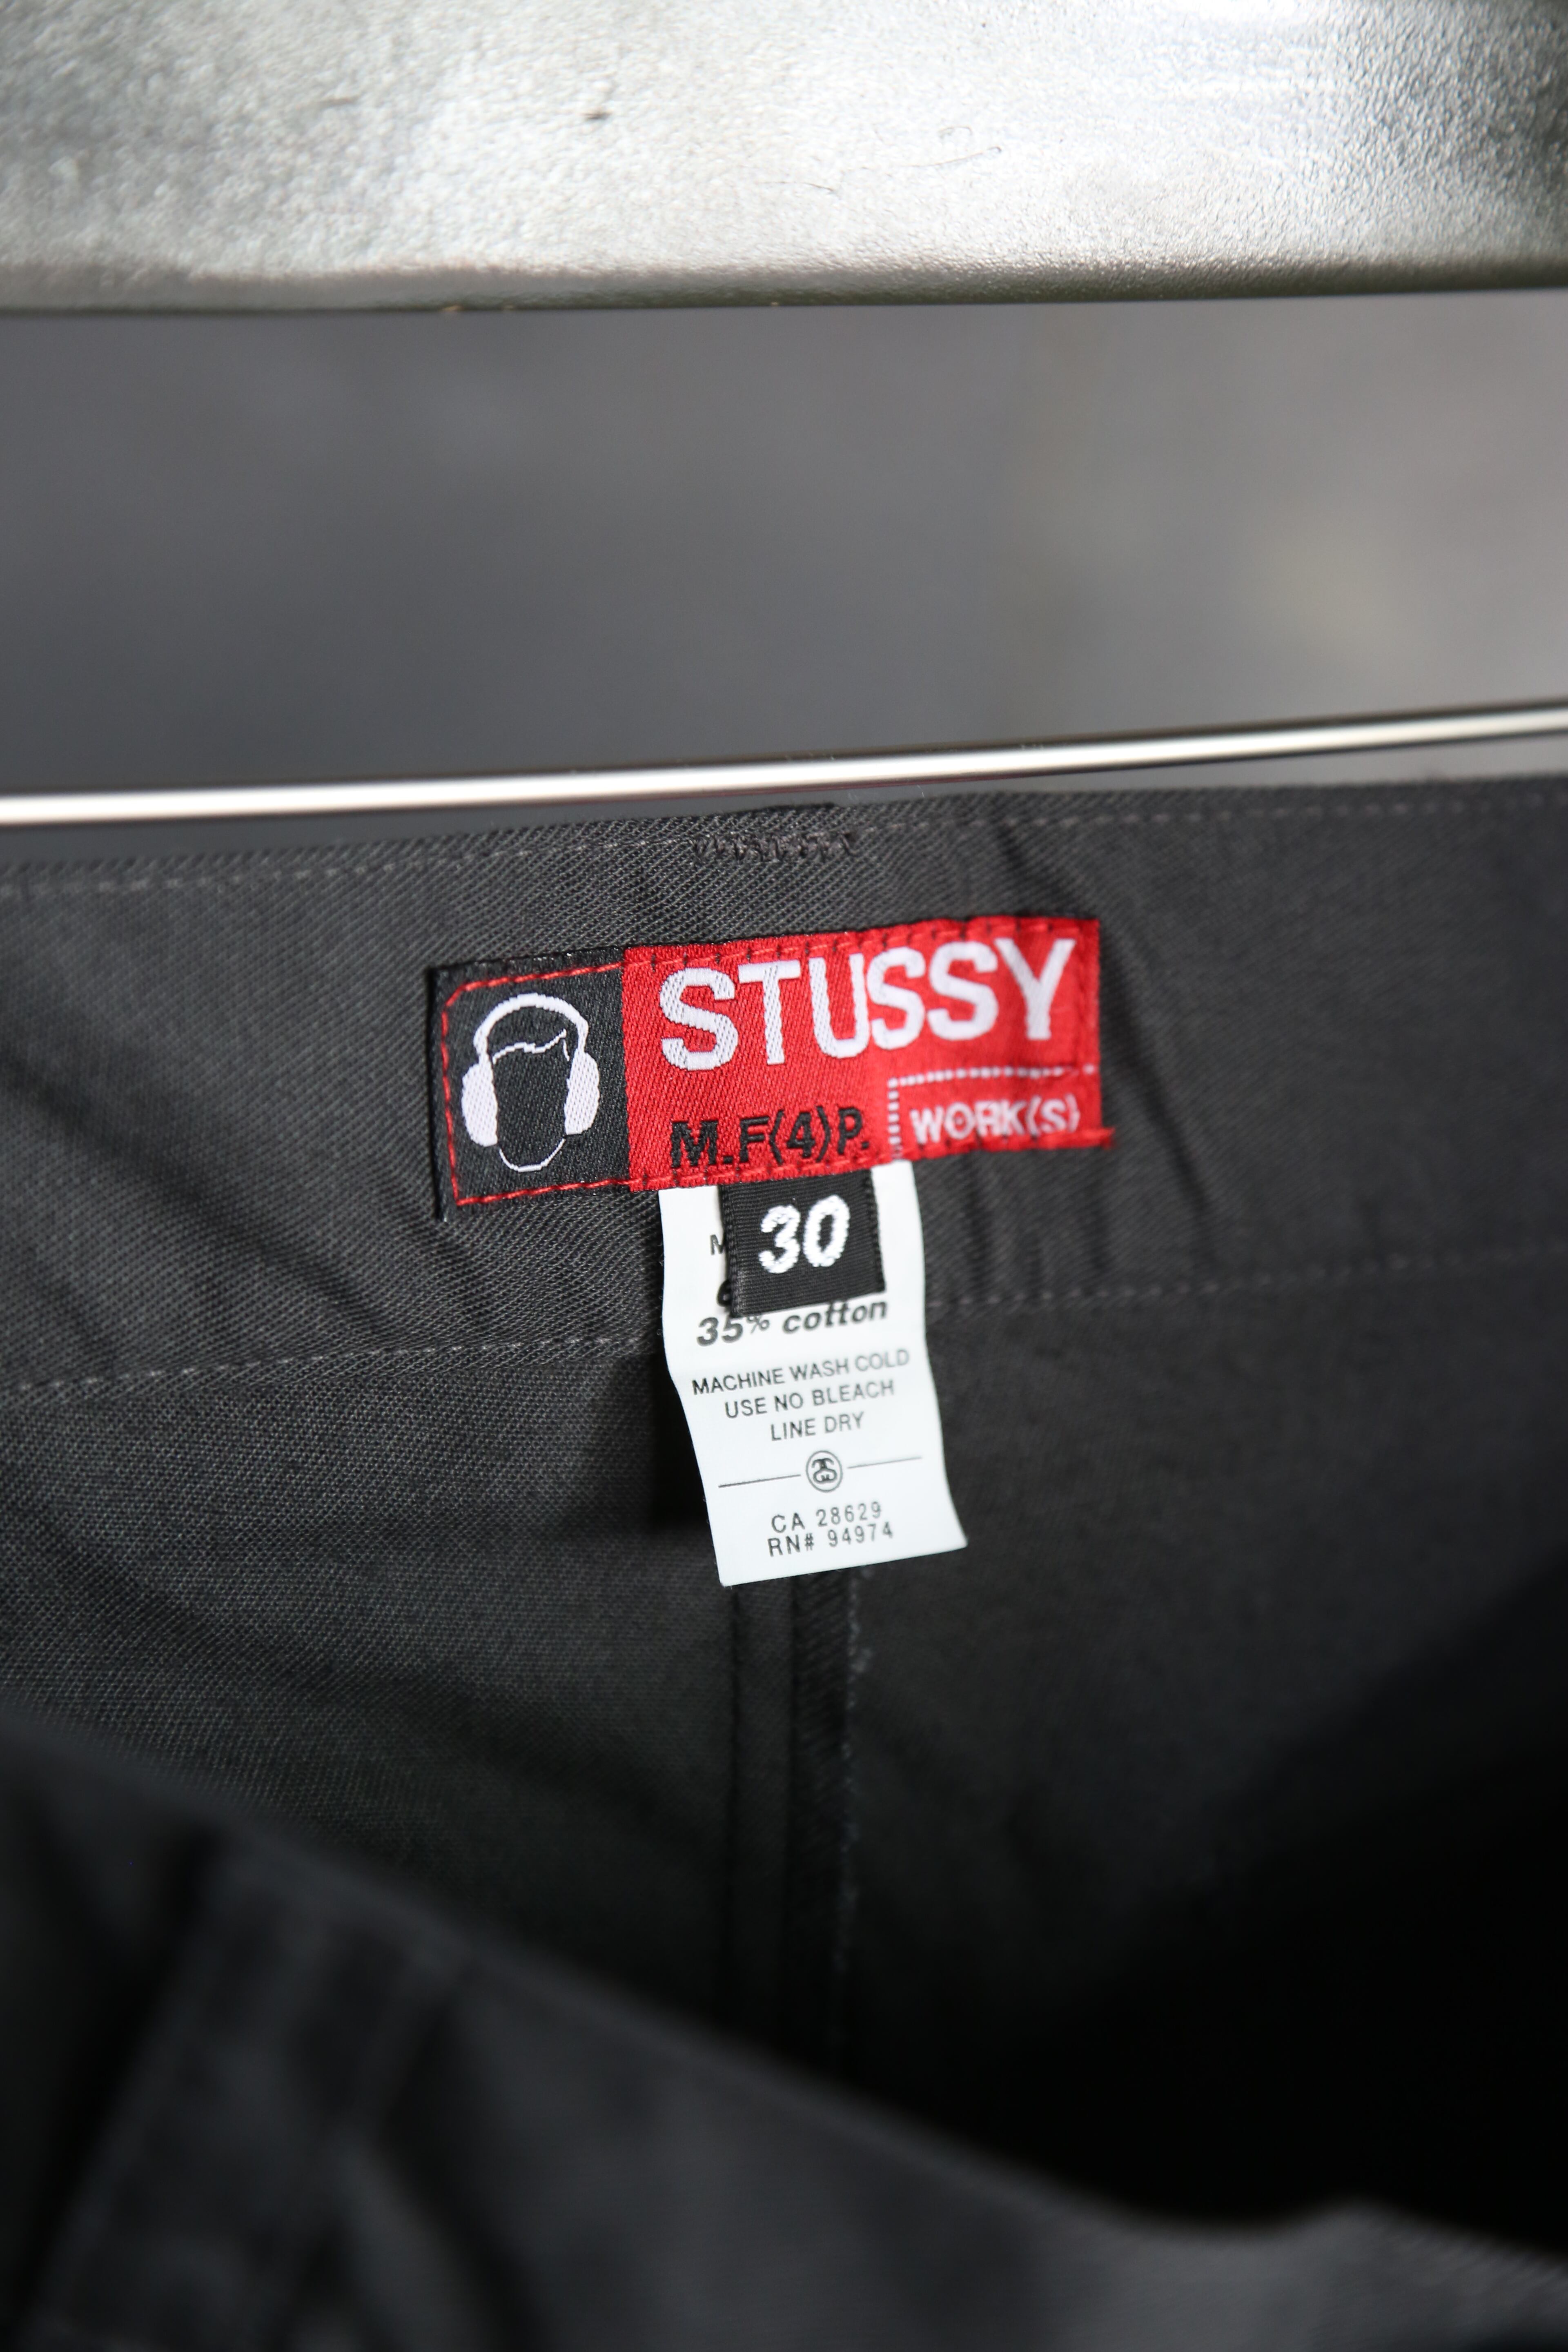 STUSSY
M.F(4)P. WORK(S)
30
35% cotton
MACHINE WASH COLD
USE NO BLEACH
LINE DRY
CA 28629
RN# 94974